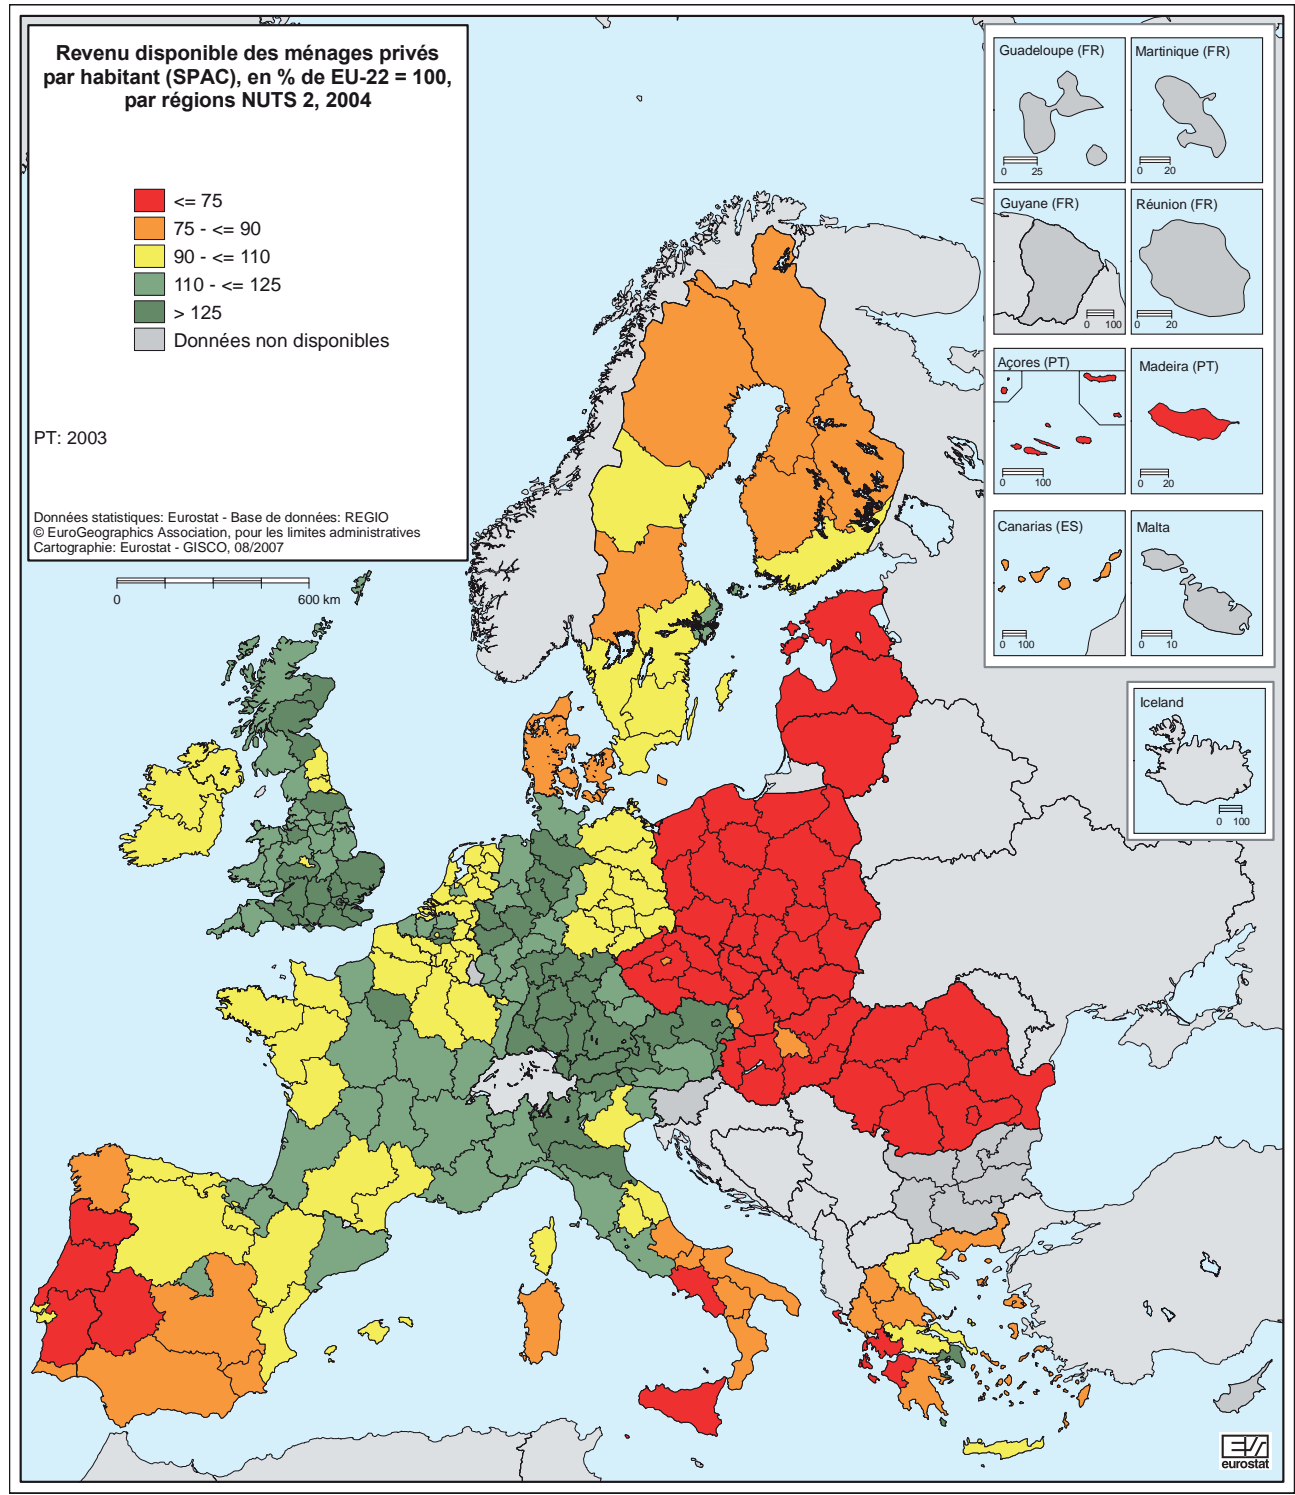 Revenu disponible des ménages privés
par habitant (SPAC), en % de EU-22 = 100,
par régions NUTS 2, 2004
<= 75
75 - <= 90
90 - <= 110
110 - <= 125
> 125
Données non disponibles
PT: 2003
Données statistiques: Eurostat - Base de données: REGIO
© EuroGeographics Association, pour les limites administratives
Cartographie: Eurostat - GISCO, 08/2007
0 600 km
Guadeloupe (FR)
0 25
Martinique (FR)
0 20
Guyane (FR)
0 100
Réunion (FR)
0 20
Açores (PT)
0 100
Madeira (PT)
0 20
Canarias (ES)
0 100
Malta
0 10
Iceland
0 100
eurostat